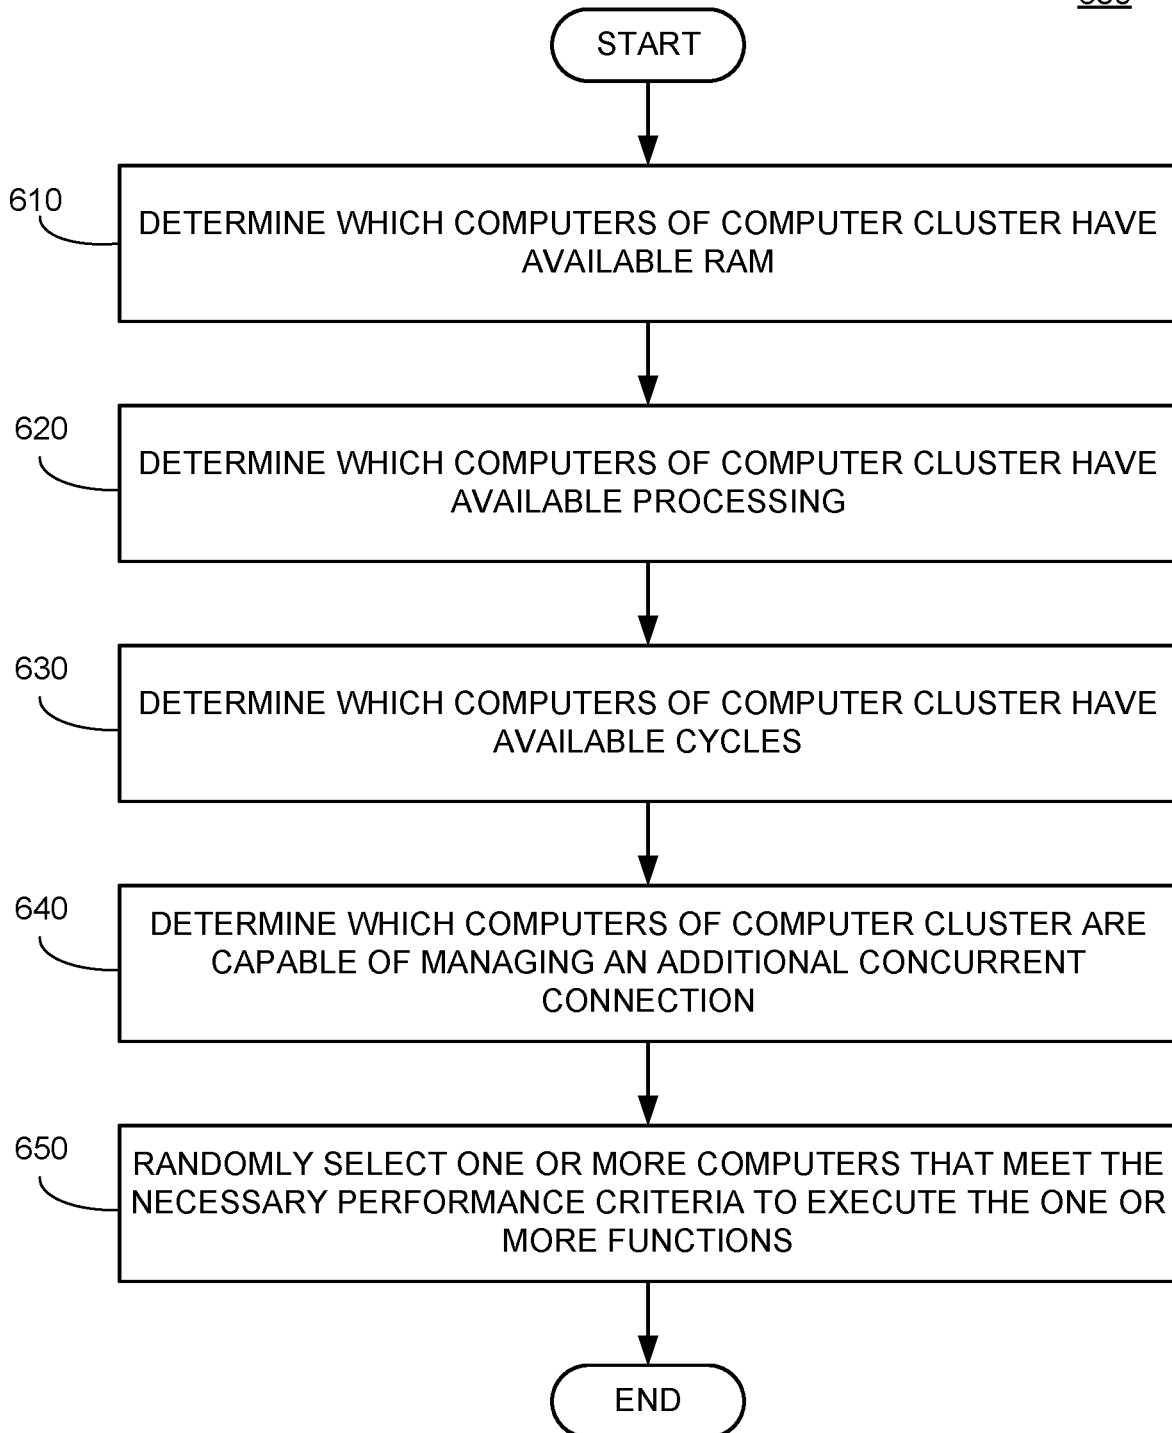 START
610
DETERMINE WHICH COMPUTERS OF COMPUTER CLUSTER HAVE
AVAILABLE RAM
620
DETERMINE WHICH COMPUTERS OF COMPUTER CLUSTER HAVE
AVAILABLE PROCESSING
630
DETERMINE WHICH COMPUTERS OF COMPUTER CLUSTER HAVE
AVAILABLE CYCLES
640
DETERMINE WHICH COMPUTERS OF COMPUTER CLUSTER ARE
CAPABLE OF MANAGING AN ADDITIONAL CONCURRENT
CONNECTION
650
RANDOMLY SELECT ONE OR MORE COMPUTERS THAT MEET THE
NECESSARY PERFORMANCE CRITERIA TO EXECUTE THE ONE OR
MORE FUNCTIONS
END